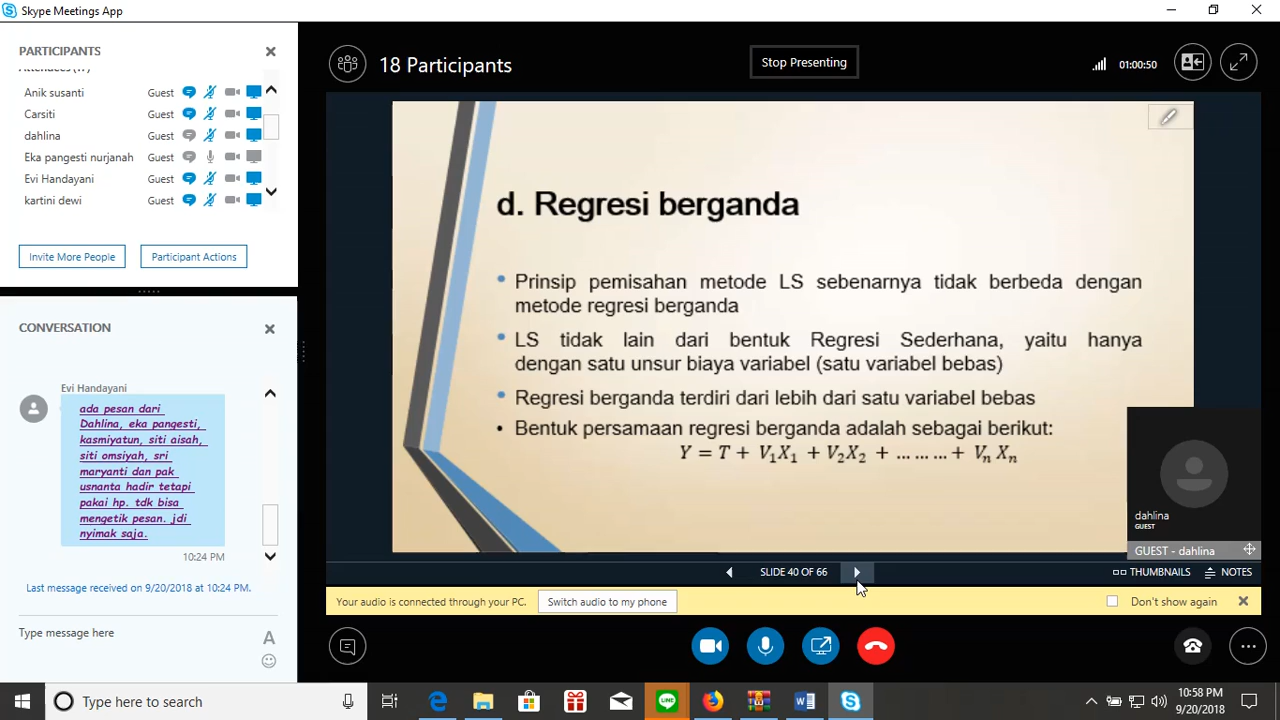 Skype Meetings App
PARTICIPANTS
Anik susanti Guest
Carsiti Guest
dahlina Guest
Eka pangesti nurjanah Guest
Evi Handayani Guest
kartini dewi Guest
Invite More People Participant Actions
CONVERSATION
Evi Handayani
ada pesan dari
Dahlina, eka pangesti,
kasmiyatun, siti aisah,
siti omsiyah, sri
maryanti dan pak
usnanta hadir tetapi
pakai hp. tdk bisa
mengetik pesan. jdi
nyimak saja.
10:24 PM
Last message received on 9/20/2018 at 10:24 PM.
Type message here
A
18 Participants
Stop Presenting
01:00:50
d. Regresi berganda
• Prinsip pemisahan metode LS sebenarnya tidak berbeda dengan
metode regresi berganda
• LS tidak lain dari bentuk Regresi Sederhana, yaitu hanya
dengan satu unsur biaya variabel (satu variabel bebas)
• Regresi berganda terdiri dari lebih dari satu variabel bebas
• Bentuk persamaan regresi berganda adalah sebagai berikut:
Y = T + V₁X₁ + V₂X₂ + ... ... ... + Vₙ Xₙ
dahlina
GUEST
GUEST - dahlina
SLIDE 40 OF 66
THUMBNAILS NOTES
Your audio is connected through your PC. Switch audio to my phone Don't show again
Type here to search
10:58 PM
9/20/2018